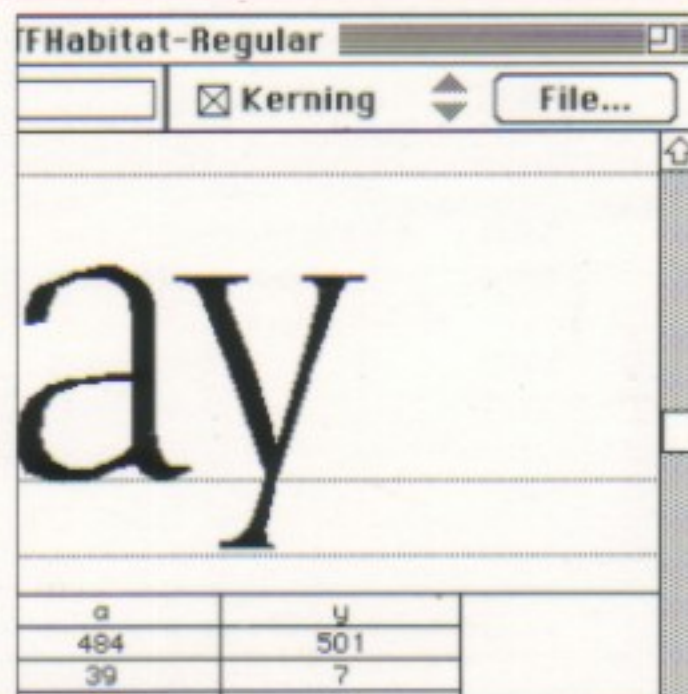 TFHabitat-Regular
Kerning File...
ay
a y
484 501
39 7